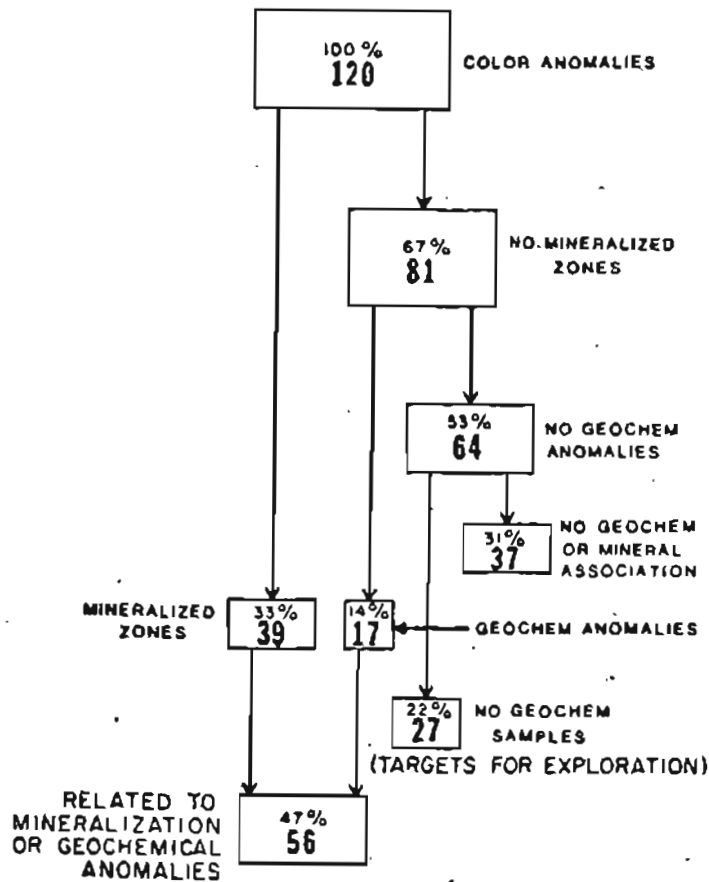 100%
120
COLOR ANOMALIES
67%
81
NO-MINERALIZED
ZONES
53%
64
NO GEOCHEM
ANOMALIES
31%
37
NO GEOCHEM
OR MINERAL
ASSOCIATION
MINERALIZED
ZONES
33%
39
14%
17
GEOCHEM ANOMALIES
22%
27
NO GEOCHEM
SAMPLES
(TARGETS FOR EXPLORATION)
RELATED TO
MINERALIZATION
OR GEOCHEMICAL
ANOMALIES
47%
56